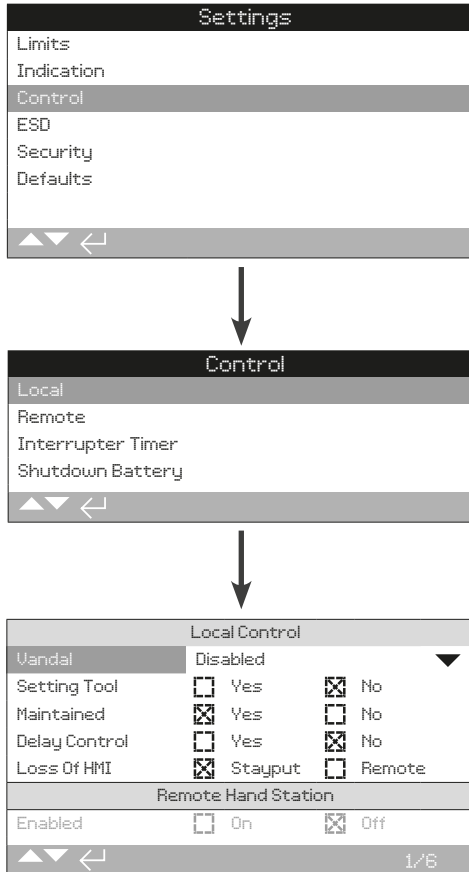 Settings
Limits
Indication
Control
ESD
Security
Defaults
Control
Local
Remote
Interrupter Timer
Shutdown Battery
Local Control
Vandal Disabled
Setting Tool Yes No
Maintained Yes No
Delay Control Yes No
Loss Of HMI Stayput Remote
Remote Hand Station
Enabled On Off
1/6